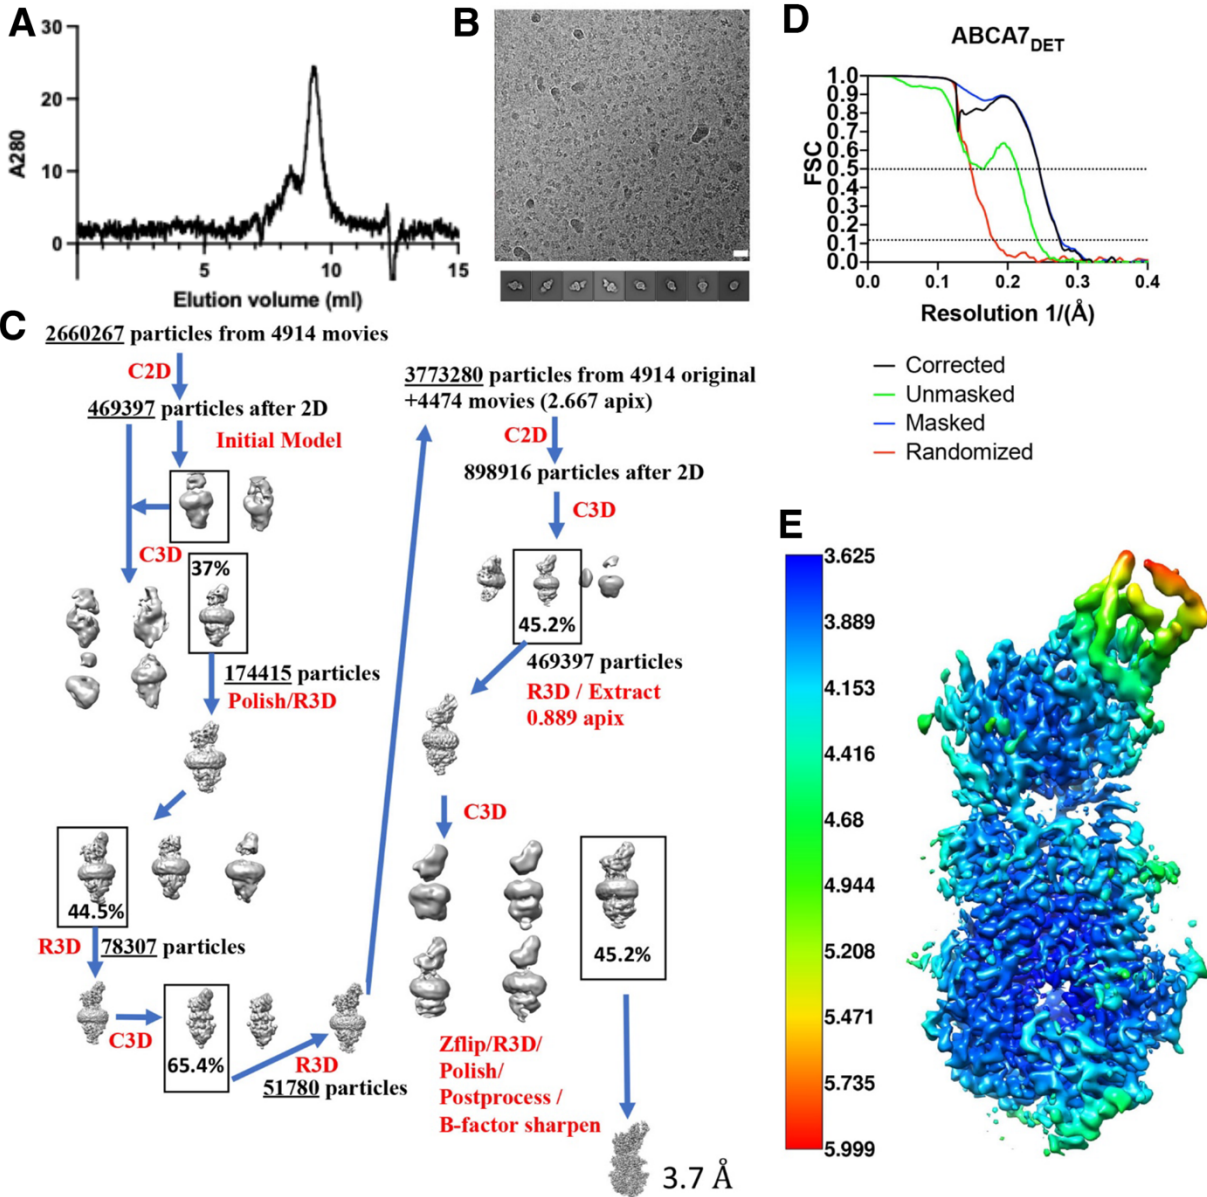 A
30
20
10
0
A280
5
10
15
Elution volume (ml)
B
C
2660267 particles from 4914 movies
C2D
469397 particles after 2D
Initial Model
C3D
37%
174415 particles
Polish/R3D
44.5%
R3D
78307 particles
C3D
65.4%
R3D
51780 particles
3773280 particles from 4914 original
+4474 movies (2.667 apix)
C2D
898916 particles after 2D
C3D
45.2%
469397 particles
R3D / Extract
0.889 apix
C3D
45.2%
Zflip/R3D/
Polish/
Postprocess /
B-factor sharpen
3.7 Å
D
ABCA7DET
1.0
0.9
0.8
0.7
0.6
0.5
0.4
0.3
0.2
0.1
0.0
FSC
0.0
0.1
0.2
0.3
0.4
Resolution 1/(Å)
Corrected
Unmasked
Masked
Randomized
E
3.625
3.889
4.153
4.416
4.68
4.944
5.208
5.471
5.735
5.999